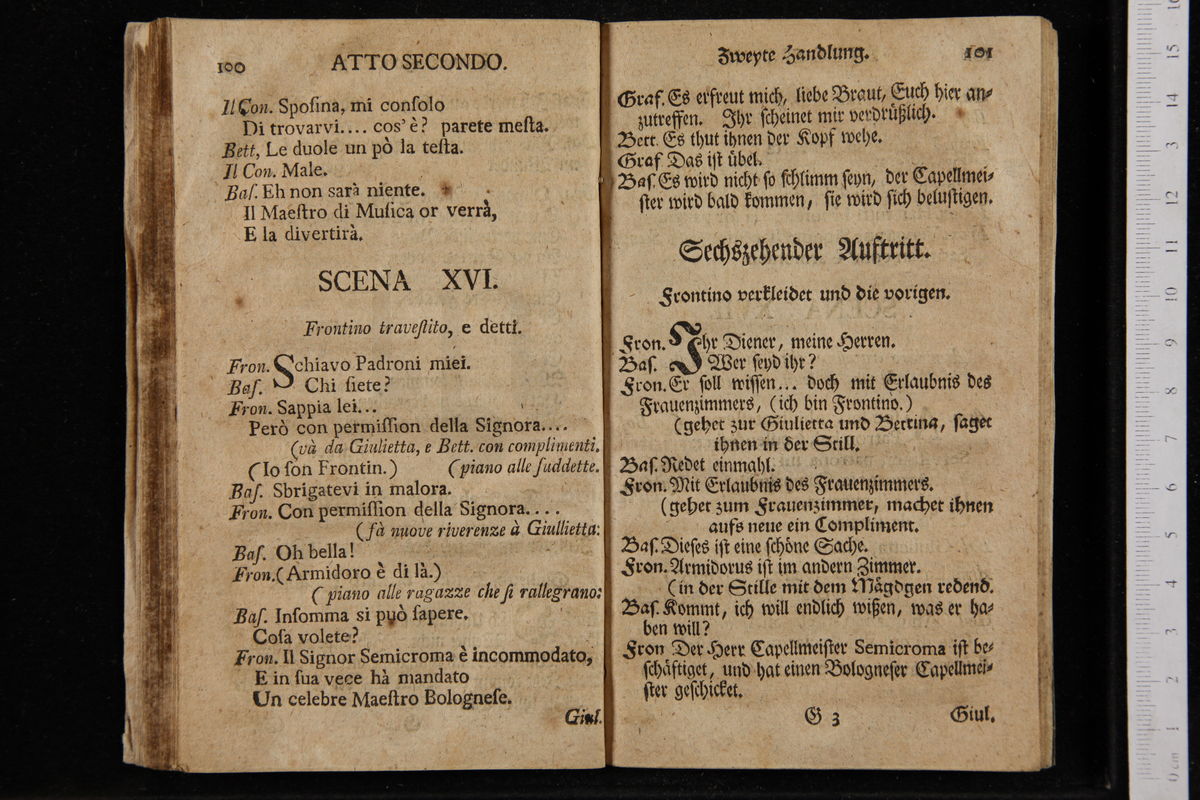 100 ATTO SECONDO.
Il Con. Spoſina, mi conſolo
Di trovarvi.... cos' è? parete meſta.
Bett, Le duole un pò la teſta.
Il Con. Male.
Baſ. Eh non sarà niente.
Il Maeſtro di Muſica or verrà,
E la divertirà.
SCENA XVI.
Frontino traveſtito, e detti.
Fron. Schiavo Padroni miei.
Baſ. Chi ſiete?
Fron. Sappia lei...
Però con permiſſion della Signora....
(và da Giulietta, e Bett. con complimenti.
(Io ſon Frontin.) (piano alle ſuddette.
Baſ. Sbrigatevi in malora.
Fron. Con permiſſion della Signora....
(fà nuove riverenze à Giullietta:
Baſ. Oh bella!
Fron.(Armidoro è di là.)
(piano alle ragazze che ſi rallegrano:
Baſ. Inſomma si può ſapere.
Coſa volete?
Fron. Il Signor Semicroma è incommodato,
E in ſua vece hà mandato
Un celebre Maeſtro Bologneſe.
Giul.
Zweyte Handlung. 101
Graf. Es erfreut mich, liebe Braut, Euch hier an-
zutreffen. Ihr ſcheinet mir verdrüßlich.
Bett. Es thut ihnen der Kopf wehe.
Graf Das iſt übel.
Baſ. Es wird nicht ſo ſchlimm ſeyn, der Capellmei-
ſter wird bald kommen, ſie wird ſich beluſtigen.
Sechszehender Auftritt.
Frontino verkleidet und die vorigen.
Fron. Ihr Diener, meine Herren.
Baſ. Wer ſeyd ihr?
Fron. Er ſoll wiſſen... doch mit Erlaubnis des
Frauenzimmers, (ich bin Frontino.)
(gehet zur Giulietta und Bettina, ſaget
ihnen in der Still.
Baſ. Redet einmahl.
Fron. Mit Erlaubnis des Frauenzimmers.
(gehet zum Frauenzimmer, machet ihnen
aufs neue ein Compliment.
Baſ. Dieſes iſt eine ſchöne Sache.
Fron. Armidorus iſt im andern Zimmer.
(in der Stille mit dem Mägdgen redend.
Baſ. Kommt, ich will endlich wißen, was er ha-
ben will?
Fron Der Herr Capellmeiſter Semicroma iſt be-
ſchäftiget, und hat einen Bologneſer Capellmei-
ſter geſchicket.
G 3 Giul.